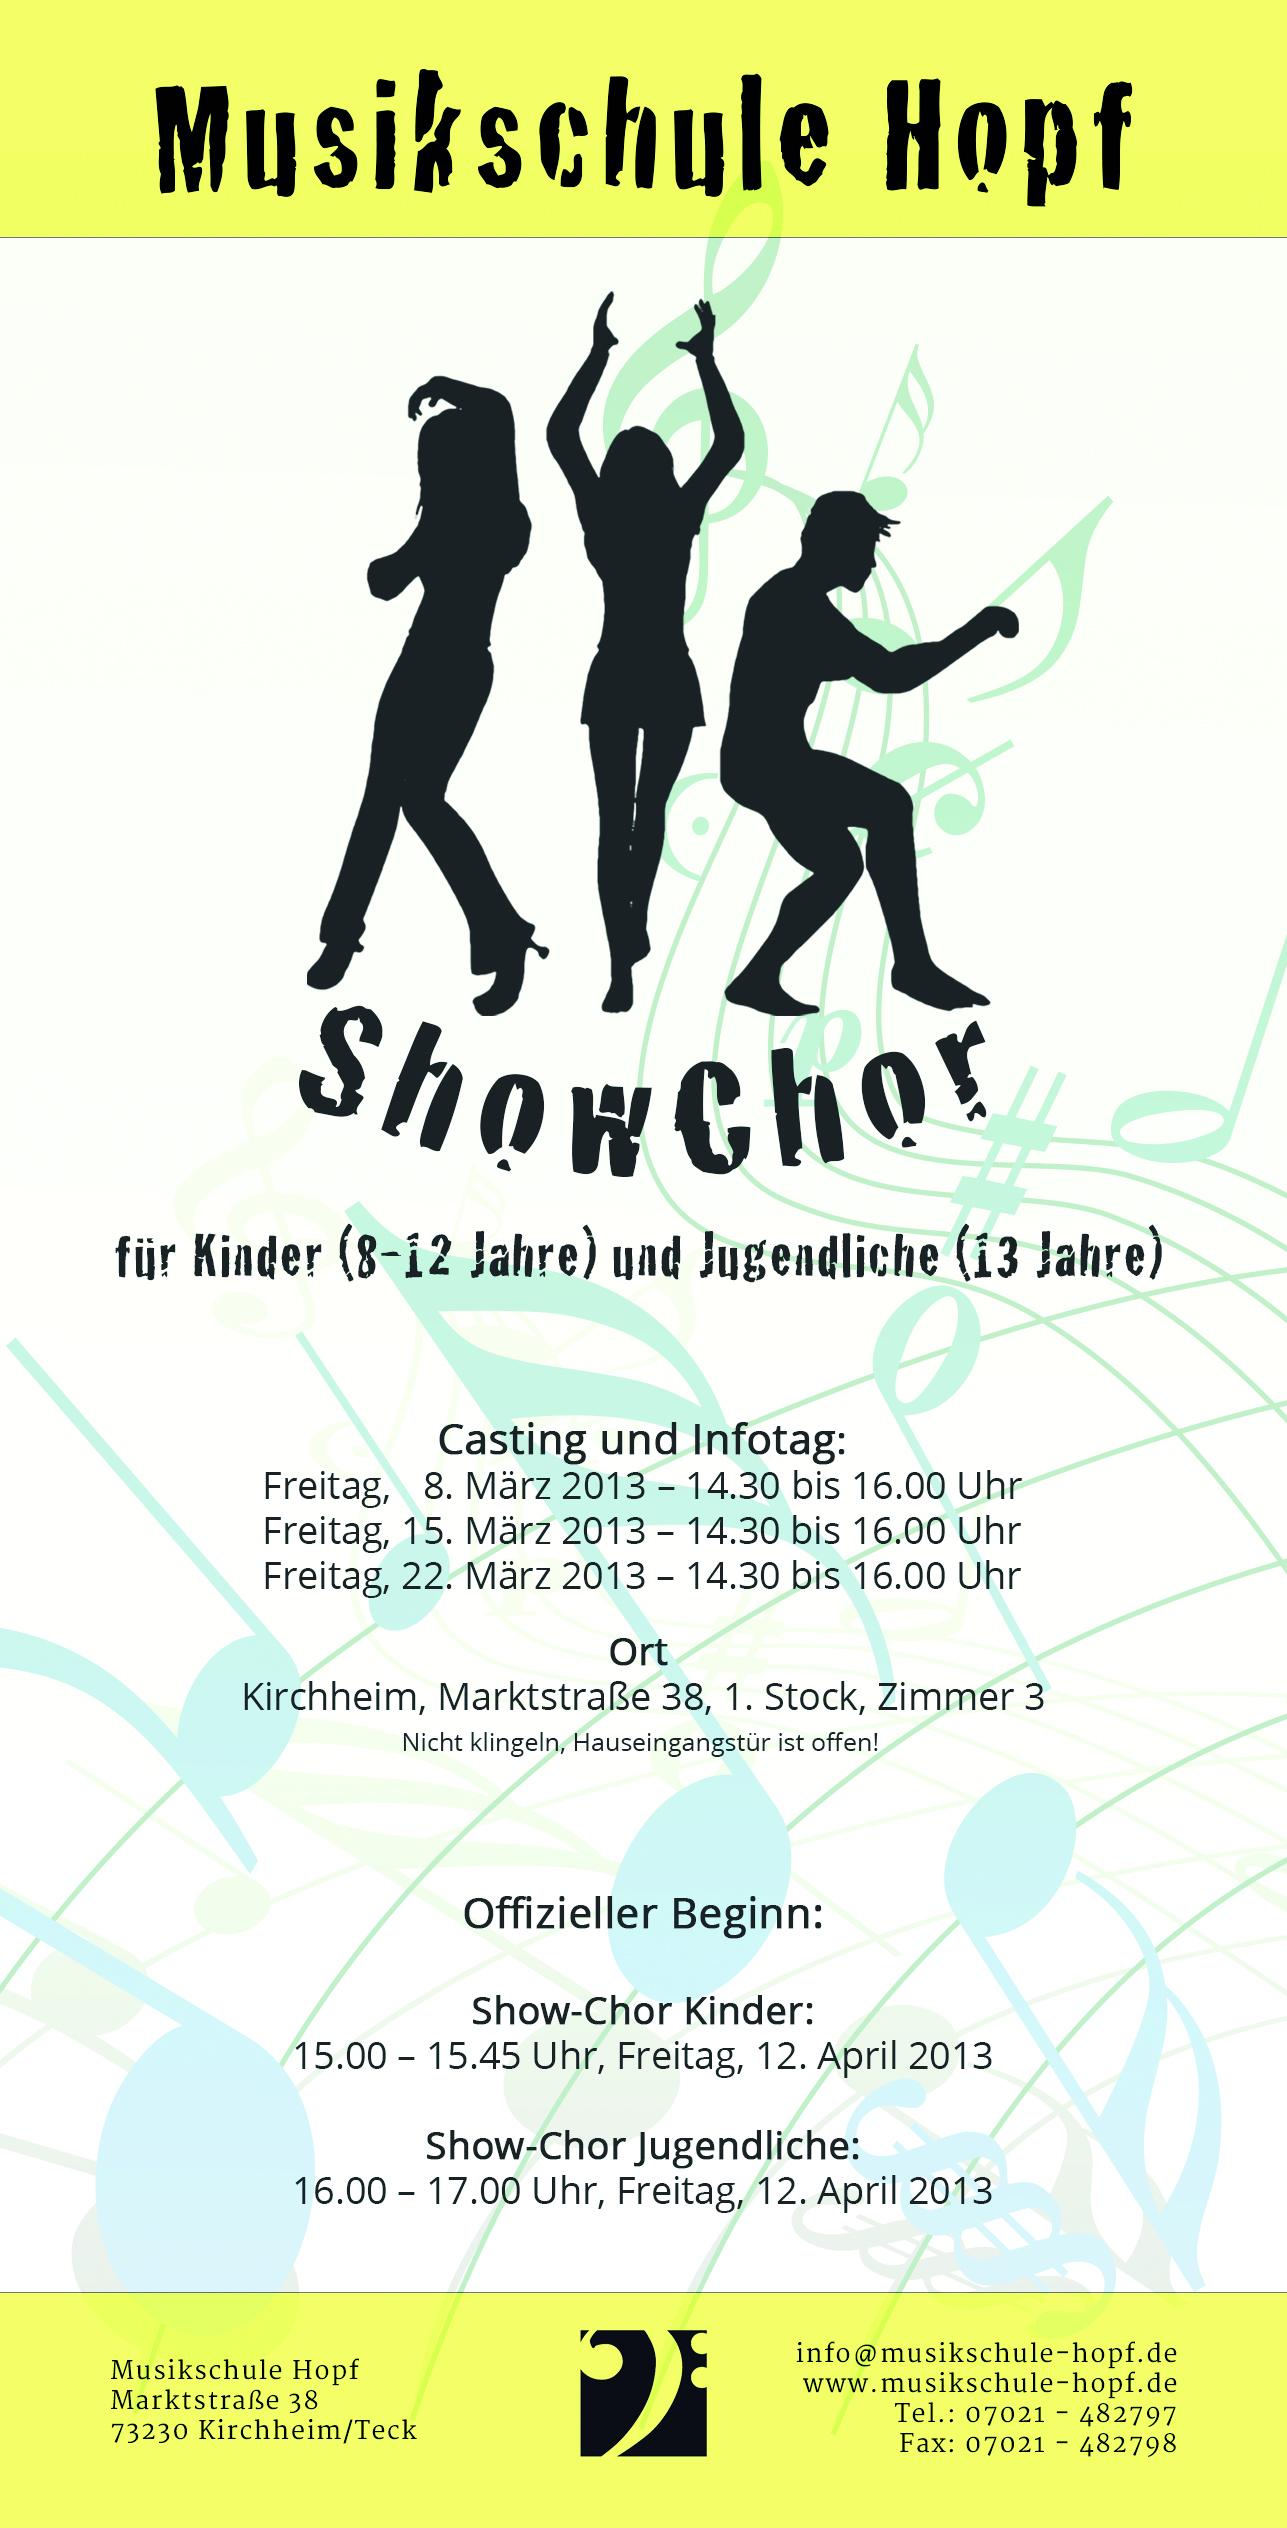 Musikschule Hopf
ShowChor
für Kinder (8-12 Jahre) und Jugendliche (13 Jahre)
Casting und Infotag:
Freitag, 8. März 2013 – 14.30 bis 16.00 Uhr
Freitag, 15. März 2013 – 14.30 bis 16.00 Uhr
Freitag, 22. März 2013 – 14.30 bis 16.00 Uhr
Ort
Kirchheim, Marktstraße 38, 1. Stock, Zimmer 3
Nicht klingeln, Hauseingangstür ist offen!
Offizieller Beginn:
Show-Chor Kinder:
15.00 – 15.45 Uhr, Freitag, 12. April 2013
Show-Chor Jugendliche:
16.00 – 17.00 Uhr, Freitag, 12. April 2013
Musikschule Hopf
Marktstraße 38
73230 Kirchheim/Teck
info@musikschule-hopf.de
www.musikschule-hopf.de
Tel.: 07021 - 482797
Fax: 07021 - 482798